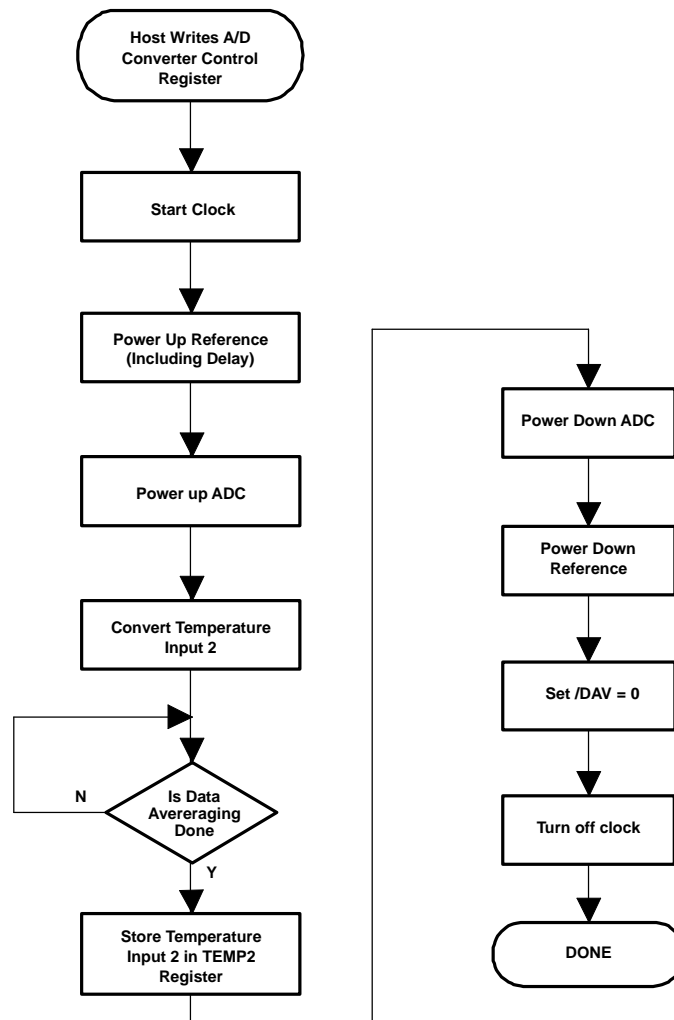 Host Writes A/D
Converter Control
Register
Start Clock
Power Up Reference
(Including Delay)
Power up ADC
Convert Temperature
Input 2
N
Is Data
Avereraging
Done
Y
Store Temperature
Input 2 in TEMP2
Register
Power Down ADC
Power Down
Reference
Set /DAV = 0
Turn off clock
DONE